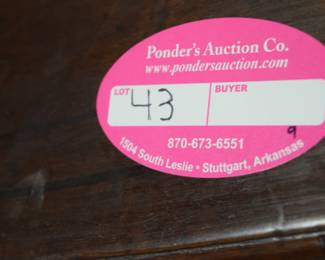 Ponder's Auction Co.
www.pondersauction.com
LOT 43 BUYER
9
870-673-6551
1504 South Leslie • Stuttgart, Arkansas